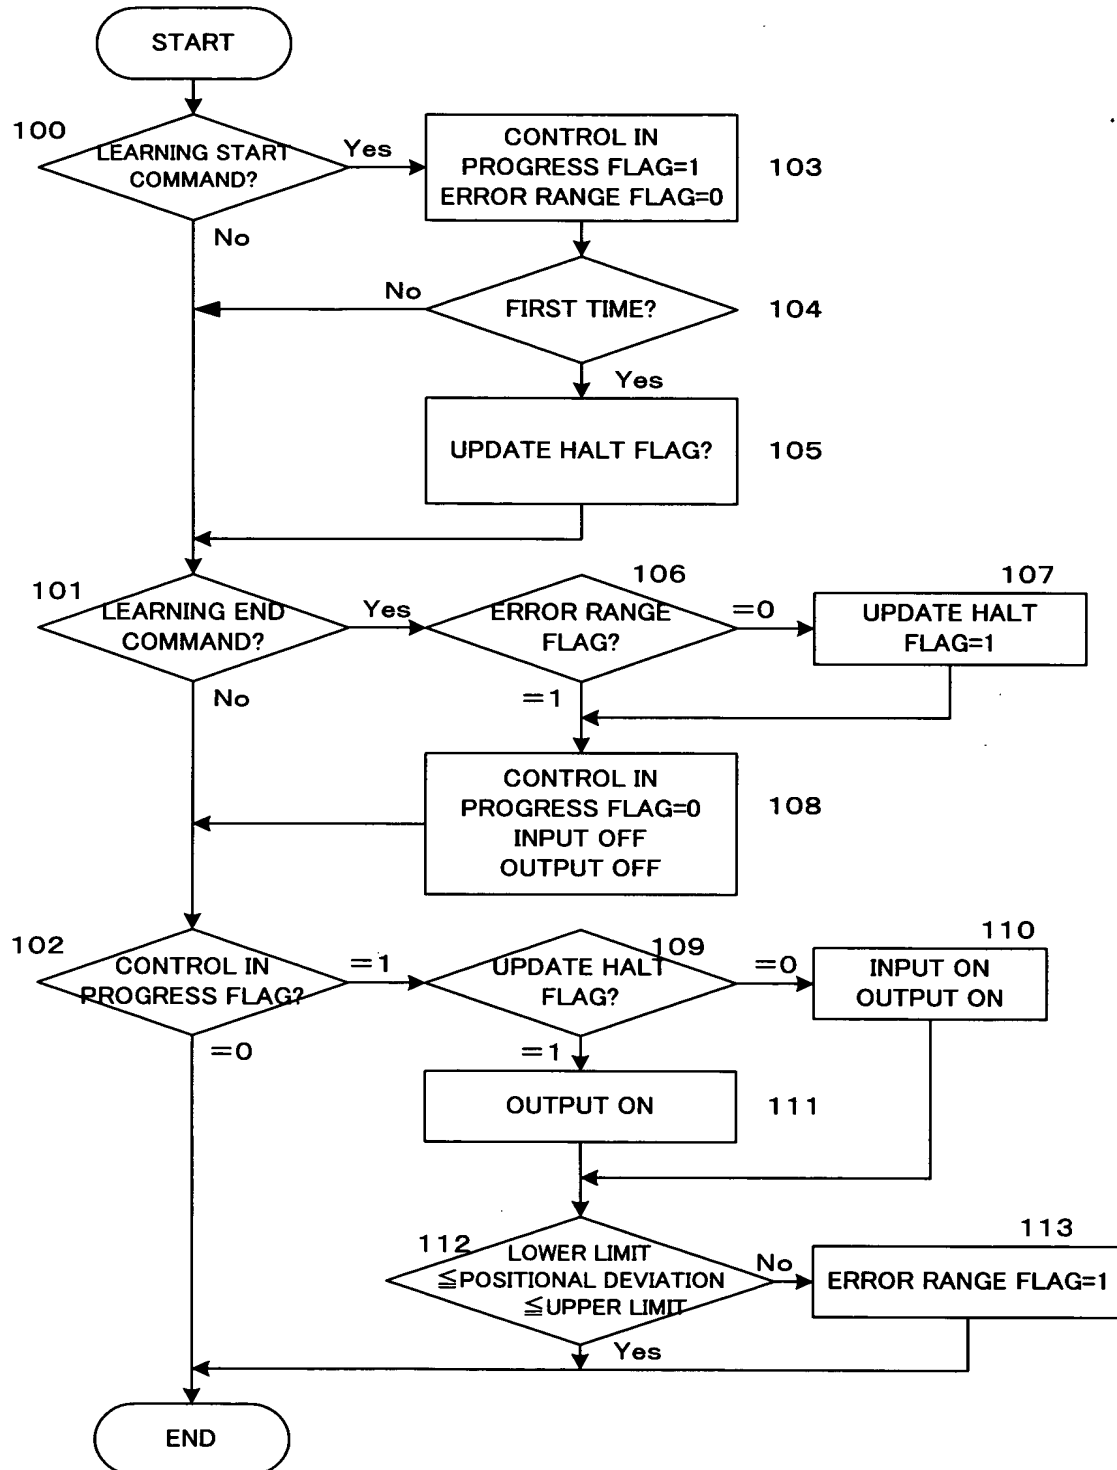 START
100
LEARNING START
COMMAND?
Yes
No
CONTROL IN
PROGRESS FLAG=1
ERROR RANGE FLAG=0
103
FIRST TIME?
No
104
Yes
UPDATE HALT FLAG?
105
101
LEARNING END
COMMAND?
Yes
No
106
ERROR RANGE
FLAG?
=0
=1
107
UPDATE HALT
FLAG=1
CONTROL IN
PROGRESS FLAG=0
INPUT OFF
OUTPUT OFF
108
102
CONTROL IN
PROGRESS FLAG?
=1
=0
109
UPDATE HALT
FLAG?
=0
=1
110
INPUT ON
OUTPUT ON
OUTPUT ON
111
112
LOWER LIMIT
≦POSITIONAL DEVIATION
≦UPPER LIMIT
No
Yes
113
ERROR RANGE FLAG=1
END